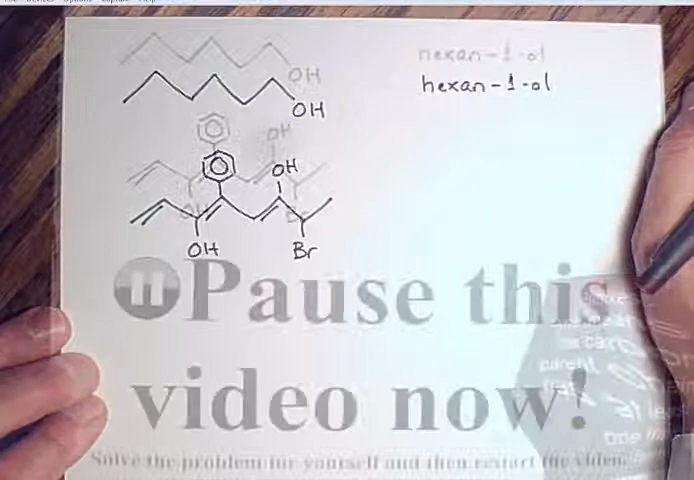 hexan-1-ol
OH
hexan-1-ol
OH
OH
OH
OH
Br
Pause this
video now!
Solve the problem for yourself and then restart the video.